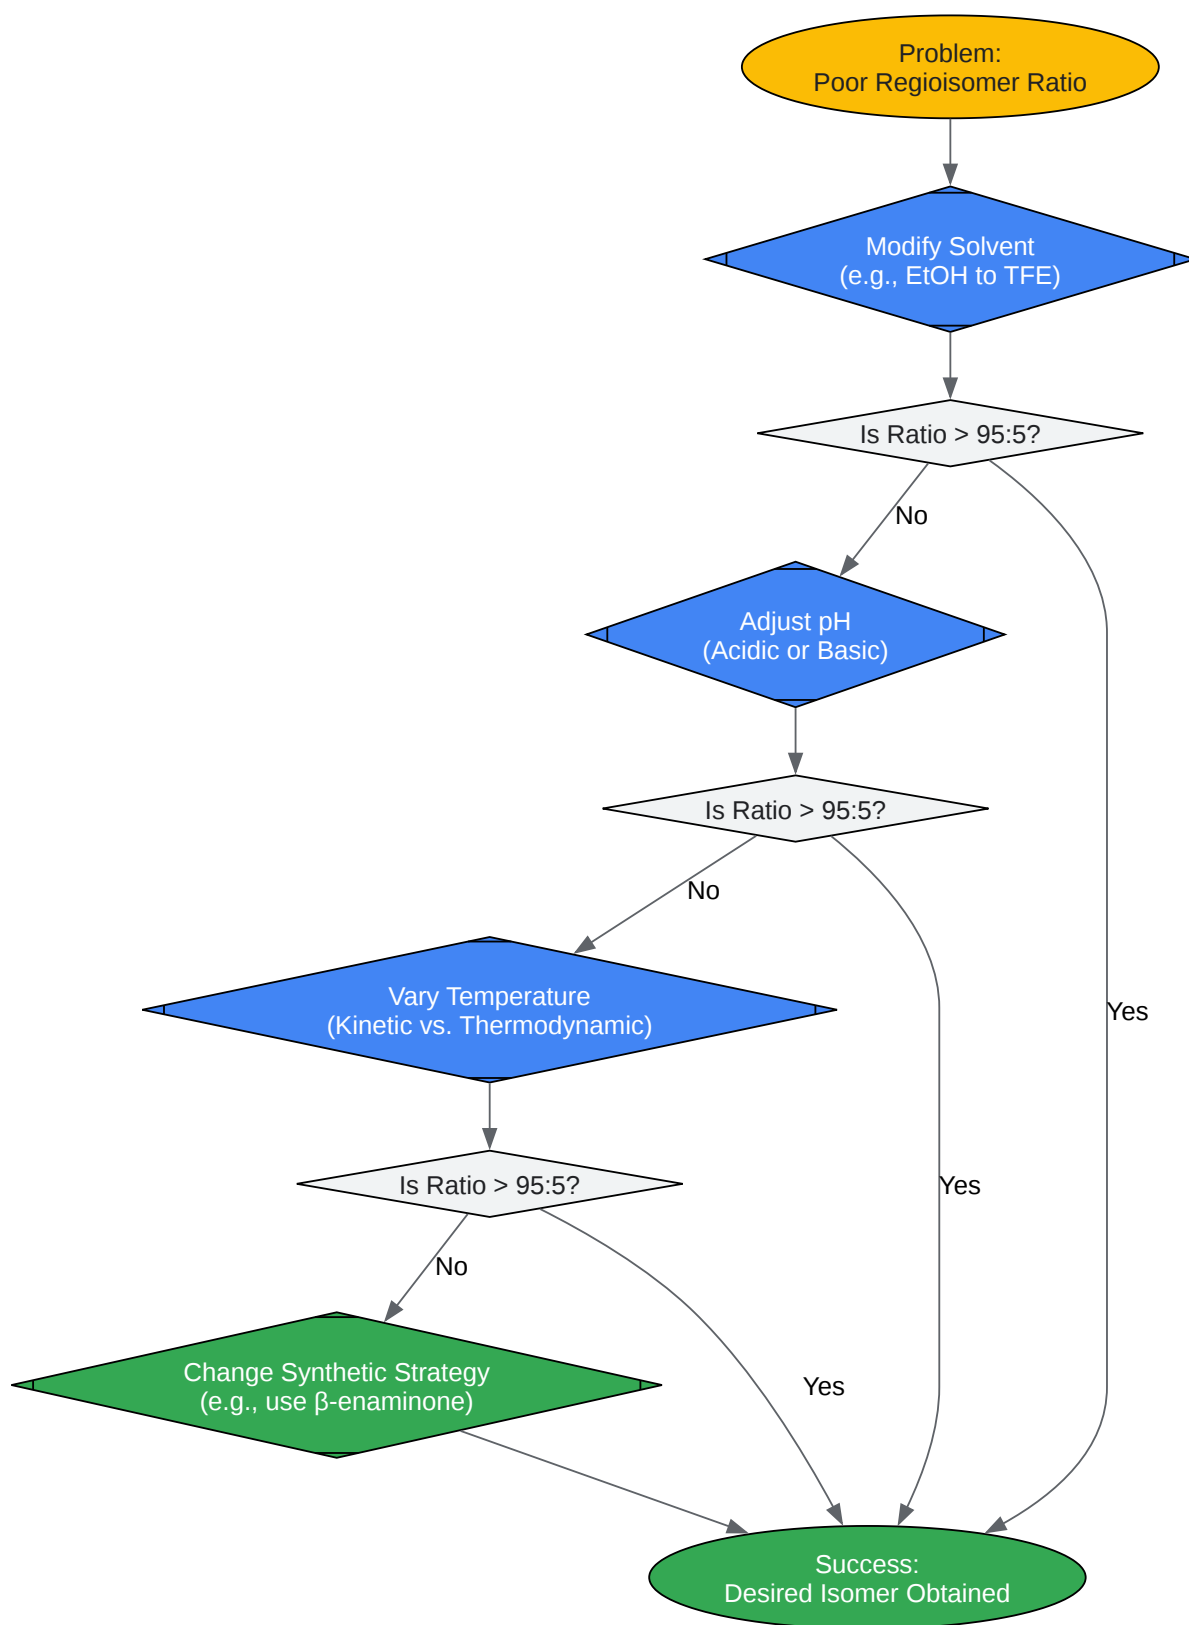 Problem:
Poor Regioisomer Ratio
Modify Solvent
(e.g., EtOH to TFE)
Is Ratio > 95:5?
No
Adjust pH
(Acidic or Basic)
Is Ratio > 95:5?
No
Vary Temperature
(Kinetic vs. Thermodynamic)
Yes
Is Ratio > 95:5?
Yes
No
Change Synthetic Strategy
(e.g., use β-enaminone)
Yes
Success:
Desired Isomer Obtained